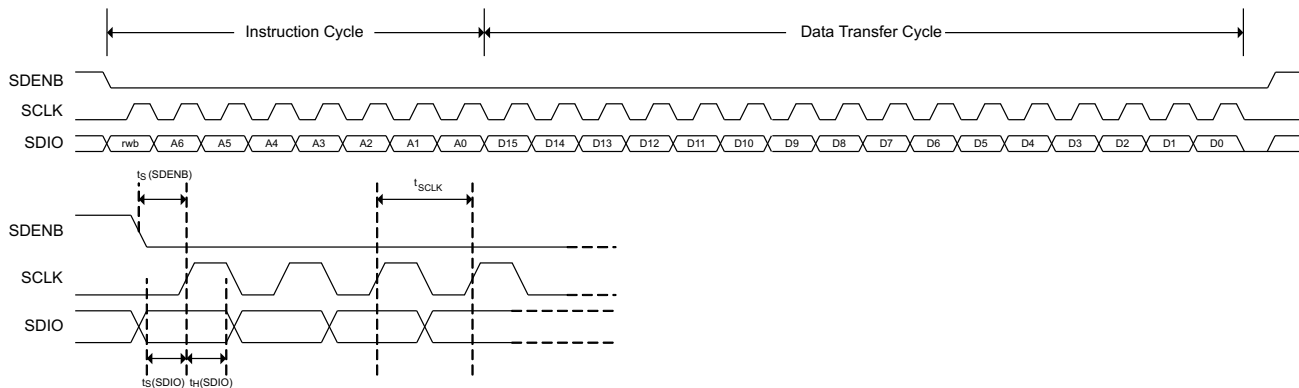 Instruction Cycle Data Transfer Cycle
SDENB
SCLK
SDIO rwb A6 A5 A4 A3 A2 A1 A0 D15 D14 D13 D12 D11 D10 D9 D8 D7 D6 D5 D4 D3 D2 D1 D0
tS(SDENB) tSCLK
SDENB
SCLK
SDIO
tS(SDIO) tH(SDIO)